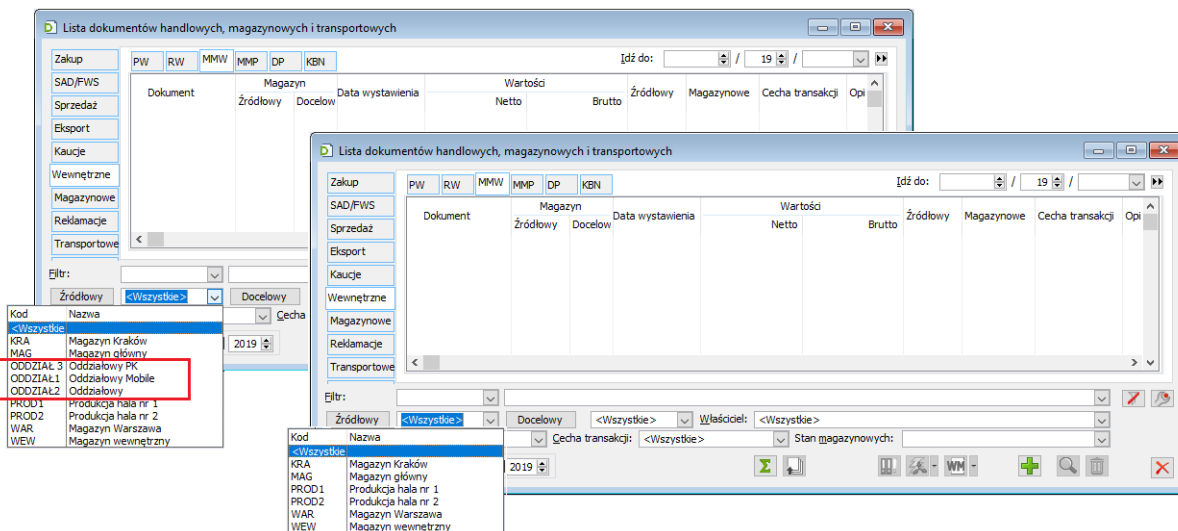 Lista dokumentów handlowych, magazynowych i transportowych
Zakup
SAD/FWS
Sprzedaż
Eksport
Kaucje
Wewnętrzne
Magazynowe
Reklamacje
Transportowe
PW RW MMW MMP DP KBN
Idź do: / 19 /
Dokument
Magazyn
Źródłowy Docelow
Data wystawienia
Wartości
Netto Brutto
Źródłowy Magazynowe Cecha transakcji Opi
Filtr:
Źródłowy <Wszystkie> Docelowy
Cecha
2019
Kod Nazwa
<Wszystkie
KRA Magazyn Kraków
MAG Magazyn główny
ODDZIAŁ 3 Oddziałowy PK
ODDZIAŁ1 Oddziałowy Mobile
ODDZIAŁ2 Oddziałowy
PROD1 Produkcja hala nr 1
PROD2 Produkcja hala nr 2
WAR Magazyn Warszawa
WEW Magazyn wewnętrzny
Lista dokumentów handlowych, magazynowych i transportowych
Zakup
SAD/FWS
Sprzedaż
Eksport
Kaucje
Wewnętrzne
Magazynowe
Reklamacje
Transportowe
PW RW MMW MMP DP KBN
Idź do: / 19 /
Dokument
Magazyn
Źródłowy Docelow
Data wystawienia
Wartości
Netto Brutto
Źródłowy Magazynowe Cecha transakcji Opi
Filtr:
Źródłowy <Wszystkie> Docelowy <Wszystkie> Właściciel: <Wszystkie>
Cecha transakcji: <Wszystkie> Stan magazynowych:
2019
Σ WM
Kod Nazwa
<Wszystkie
KRA Magazyn Kraków
MAG Magazyn główny
PROD1 Produkcja hala nr 1
PROD2 Produkcja hala nr 2
WAR Magazyn Warszawa
WEW Magazyn wewnętrzny